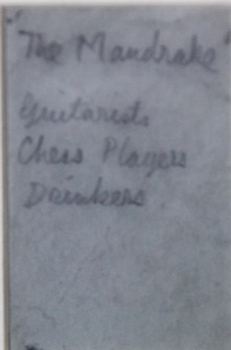 "The Mandrake"
Guitarists
Chess Players
Drinkers